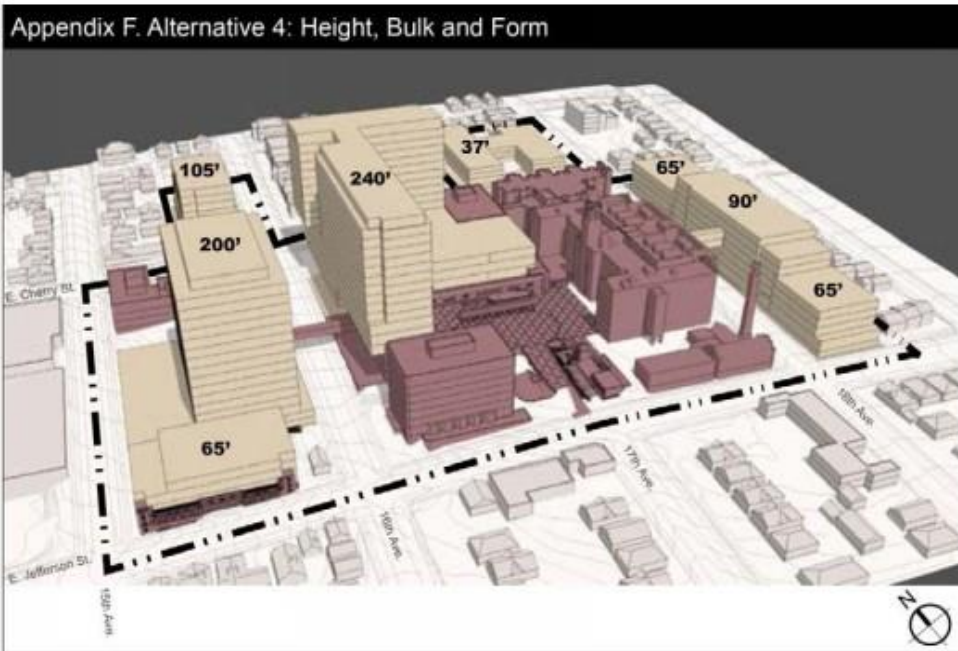 Appendix F. Alternative 4: Height, Bulk and Form
37'
105'
240'
65'
90'
200'
65'
E. Cherry St.
65'
18th Ave.
17th Ave.
16th Ave.
E. Jefferson St.
15th Ave.
N